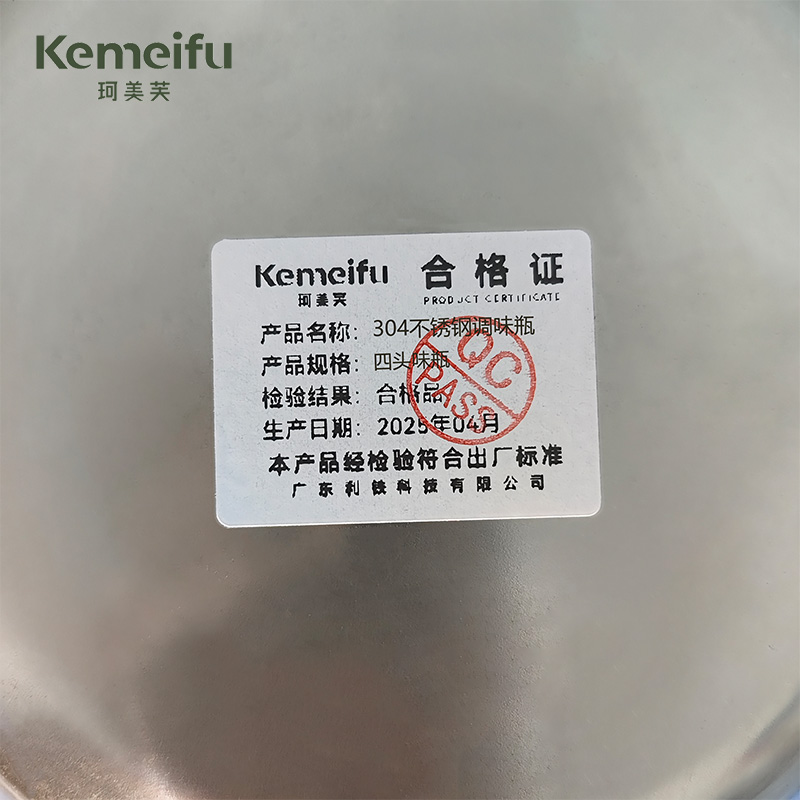 Kemeifu
珂美芙
Kemeifu
珂美芙
合格证
PRODUCT CERTIFICATE
产品名称：304不锈钢调味瓶
产品规格：四头味瓶
检验结果：合格品
生产日期：2025年04月
QC
PASS
本产品经检验符合出厂标准
广东利铁科技有限公司